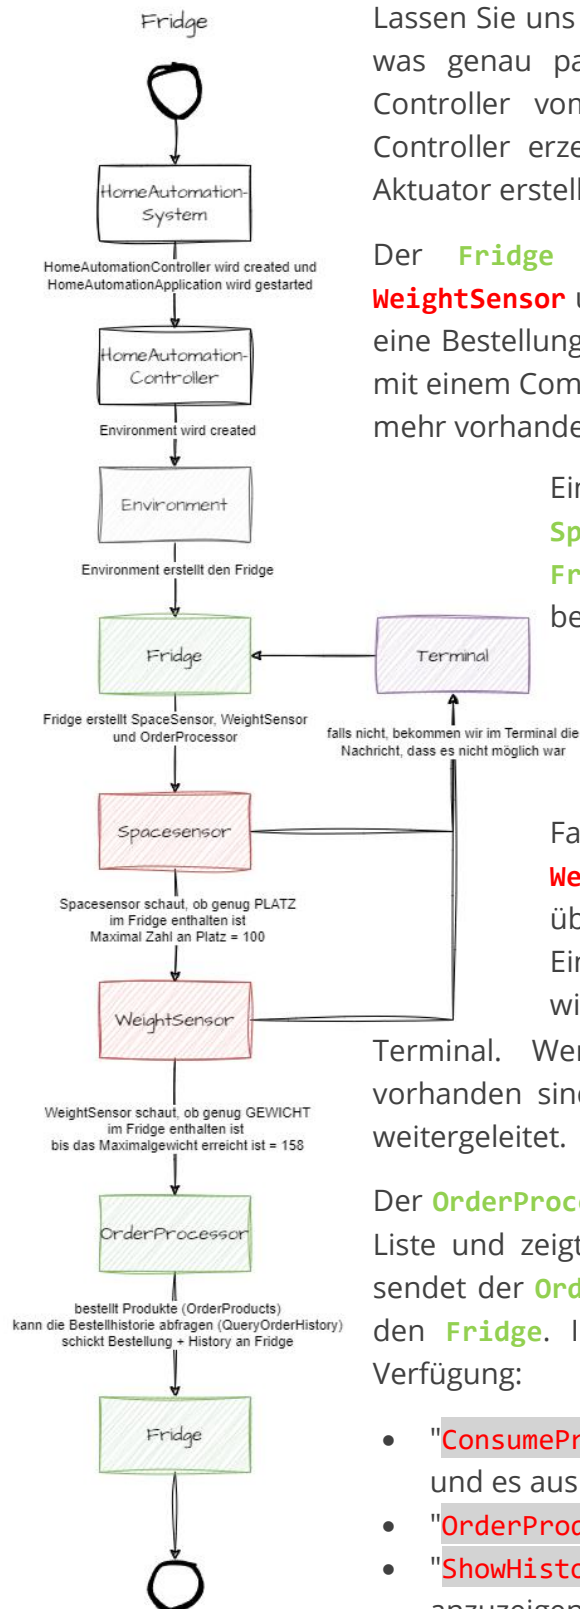 Fridge
HomeAutomation-
System
HomeAutomationController wird created und
HomeAutomationApplication wird gestarted
HomeAutomation-
Controller
Environment wird created
Environment
Environment erstellt den Fridge
Fridge
Terminal
Fridge erstellt SpaceSensor, WeightSensor
und OrderProcessor
falls nicht, bekommen wir im Terminal die
Nachricht, dass es nicht möglich war
Spacesensor
Spacesensor schaut, ob genug PLATZ
im Fridge enthalten ist
Maximal Zahl an Platz = 100
WeightSensor
WeightSensor schaut, ob genug GEWICHT
im Fridge enthalten ist
bis das Maximalgewicht erreicht ist = 158
OrderProcessor
bestellt Produkte (OrderProducts)
kann die Bestellhistorie abfragen (QueryOrderHistory)
schickt Bestellung + History an Fridge
Fridge
Lassen Sie uns
was genau pa
Controller von
Controller erze
Aktuator erstell
Der Fridge
WeightSensor u
eine Bestellung
mit einem Com
mehr vorhande
Ein
Sp
Fr
be
Fa
We
üb
Ein
wi
Terminal. Wer
vorhanden sind
weitergeleitet.
Der OrderProce
Liste und zeigt
sendet der Ord
den Fridge. I
Verfügung:
• "ConsumePr
und es aus
• "OrderProd
• "ShowHisto
anzuzeigen